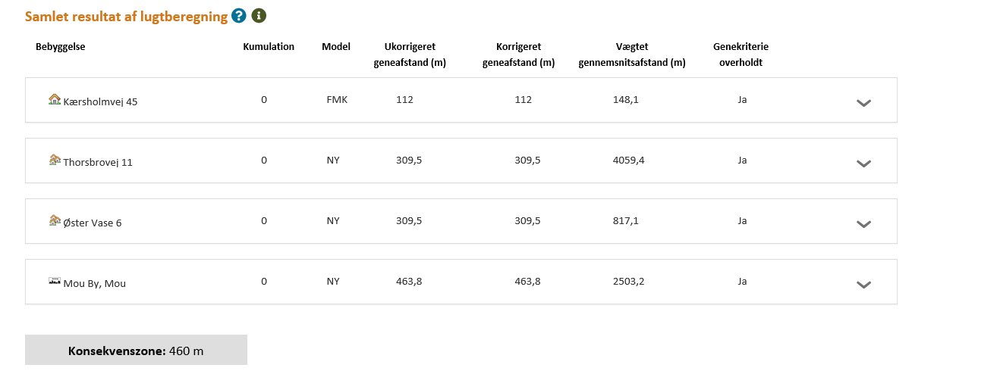 Samlet resultat af lugtberegning
Bebyggelse Kumulation Model Ukorrigeret geneafstand (m) Korrigeret geneafstand (m) Vægtet gennemsnitsafstand (m) Genekriterie overholdt
Kærsholmvej 45 0 FMK 112 112 148,1 Ja
Thorsbrovej 11 0 NY 309,5 309,5 4059,4 Ja
Øster Vase 6 0 NY 309,5 309,5 817,1 Ja
Mou By, Mou 0 NY 463,8 463,8 2503,2 Ja
Konsekvenszone: 460 m